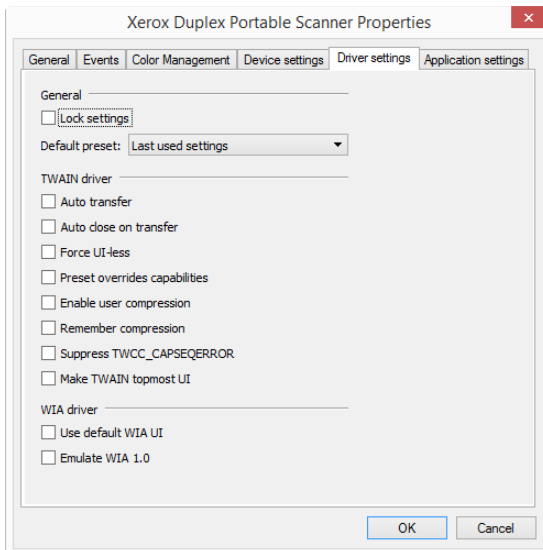 Xerox Duplex Portable Scanner Properties
General Events Color Management Device settings Driver settings Application settings
General
Lock settings
Default preset: Last used settings
TWAIN driver
Auto transfer
Auto close on transfer
Force UI-less
Preset overrides capabilities
Enable user compression
Remember compression
Suppress TWCC_CAPSEQERROR
Make TWAIN topmost UI
WIA driver
Use default WIA UI
Emulate WIA 1.0
OK Cancel